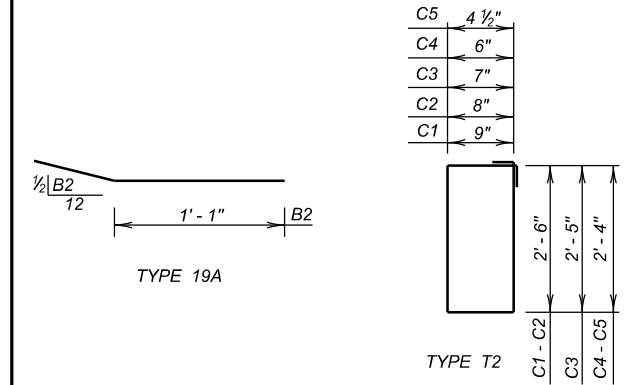 C5 4 ½"
C4 6"
C3 7"
C2 8"
C1 9"
½ B2
12
1' - 1" B2
TYPE 19A
2' - 6"
2' - 5"
2' - 4"
C1 - C2
C3
C4 - C5
TYPE T2